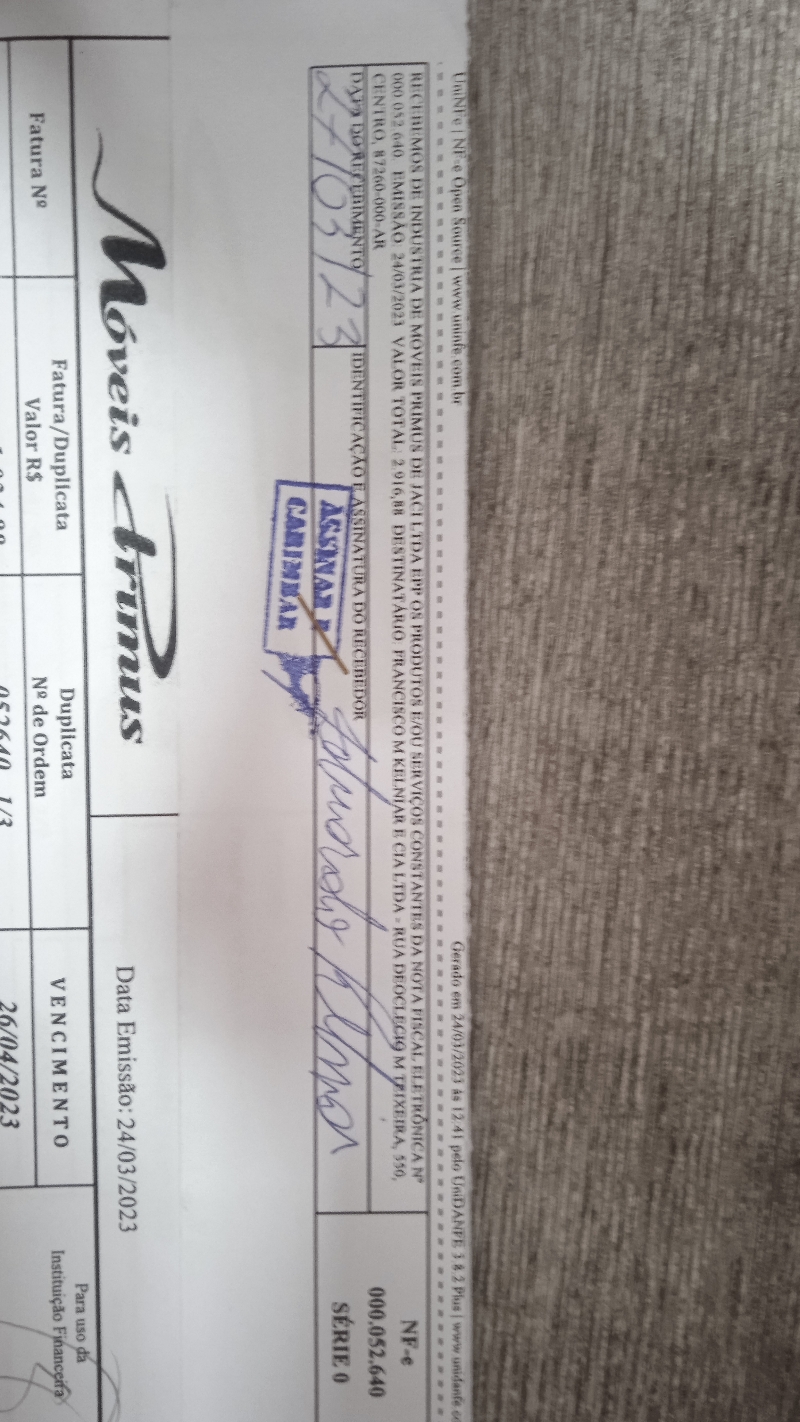 UniNFe | NF-e Open Source | www.uninfe.com.br
Gerado em 24/03/2023 às 12:41 pelo UniDANFE 3.8.2 Plus | www.unidanfe.co
RECEBEMOS DE INDUSTRIA DE MOVEIS PRIMUS DE JACI LTDA EPP OS PRODUTOS E/OU SERVIÇOS CONSTANTES DA NOTA FISCAL ELETRÔNICA Nº
000.052.640 EMISSÃO: 24/03/2023 VALOR TOTAL: 2.916,88 DESTINATÁRIO: FRANCISCO M KELNIAR E CIA LTDA - RUA DEOCLECIO M TEIXEIRA, 550,
CENTRO, 87260-000-AR
DATA DO RECEBIMENTO
27/03/23
IDENTIFICAÇÃO E ASSINATURA DO RECEBEDOR
ASSINAR E
CARIMBAR
NF-e
000.052.640
SÉRIE 0
Móveis Primus
Data Emissão: 24/03/2023
Fatura Nº
Fatura/Duplicata
Valor R$
Duplicata
Nº de Ordem
VENCIMENTO
Para uso da
Instituição Financeira
052640 1/3
26/04/2023